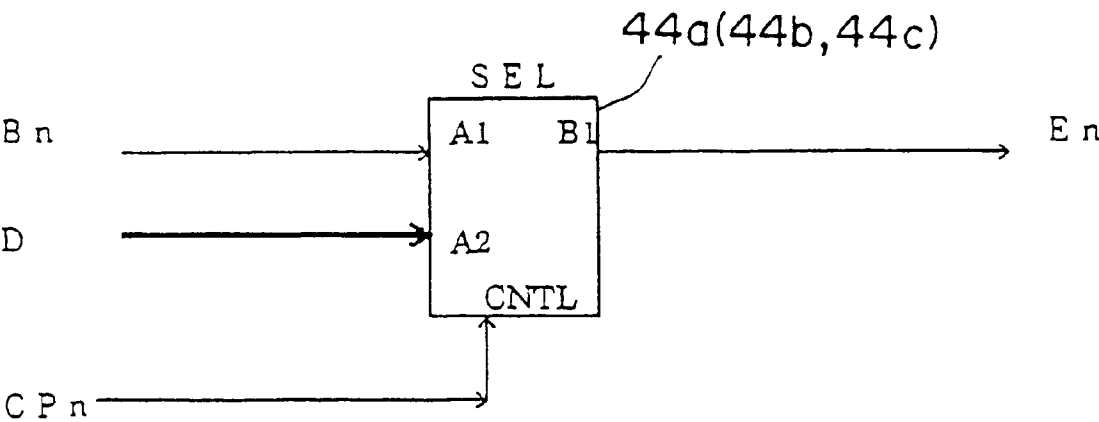 44a(44b,44c)
SEL
Bn
A1
B1
En
D
A2
CNTL
CPn